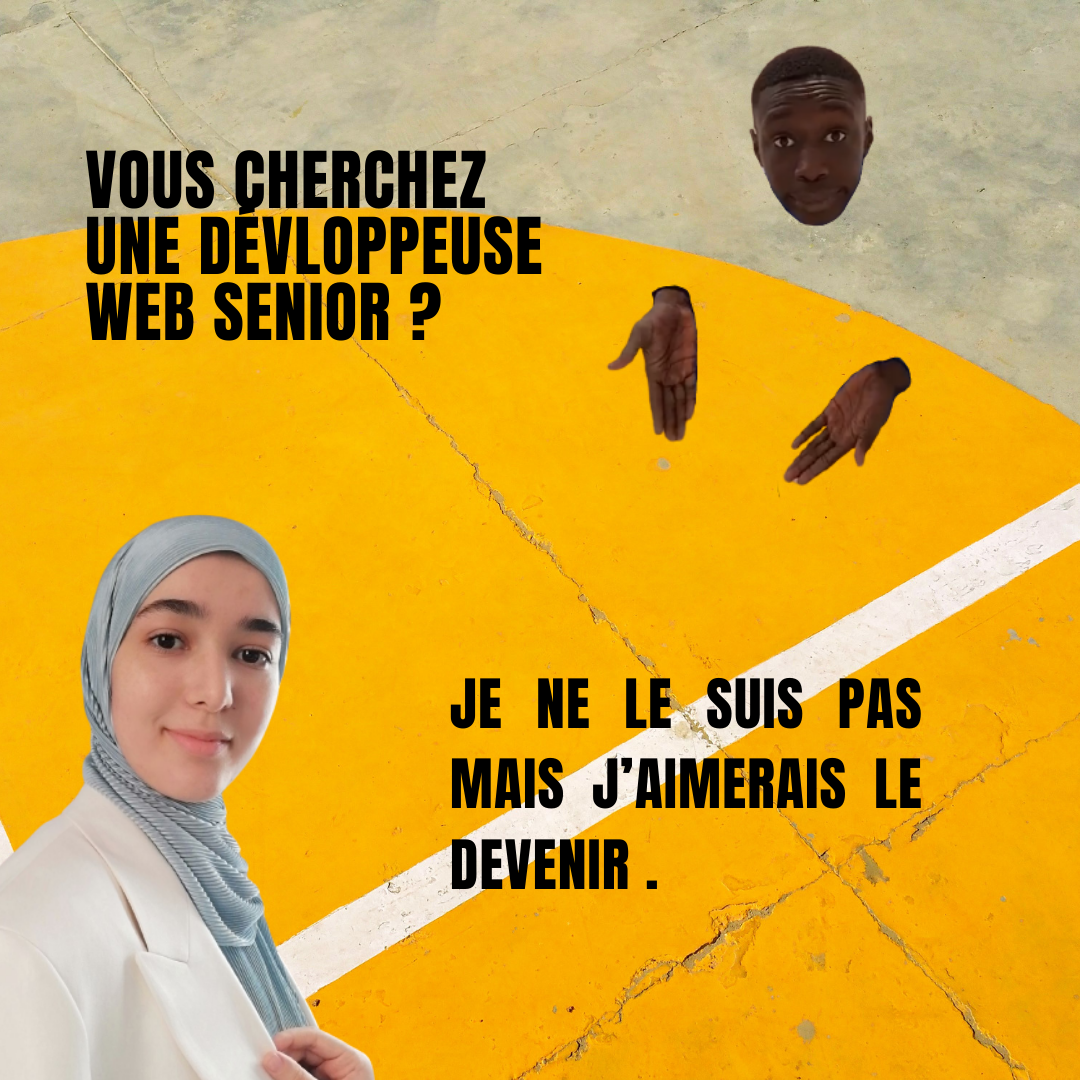 VOUS CHERCHEZ
UNE DÉVLOPPEUSE
WEB SENIOR ?
JE NE LE SUIS PAS
MAIS J’AIMERAIS LE
DEVENIR .